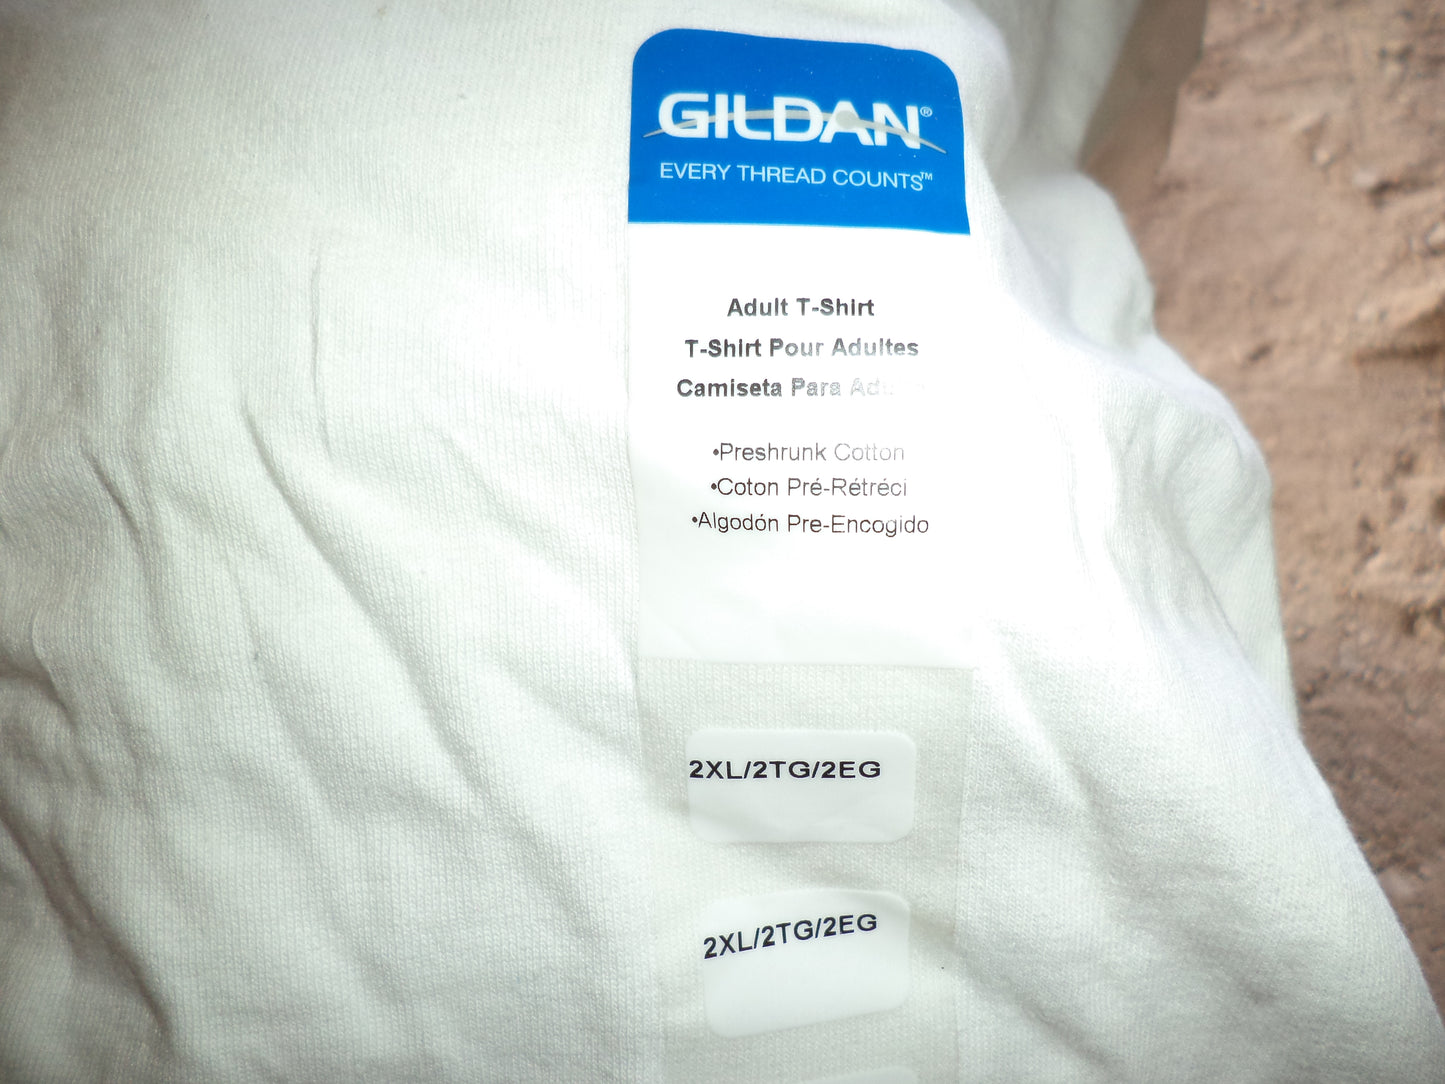 GILDAN®
EVERY THREAD COUNTS™
Adult T-Shirt
T-Shirt Pour Adultes
Camiseta Para
•Preshrunk Cotton
•Coton Pré-Rétréci
•Algodón Pre-Encogido
2XL/2TG/2EG
2XL/2TG/2EG